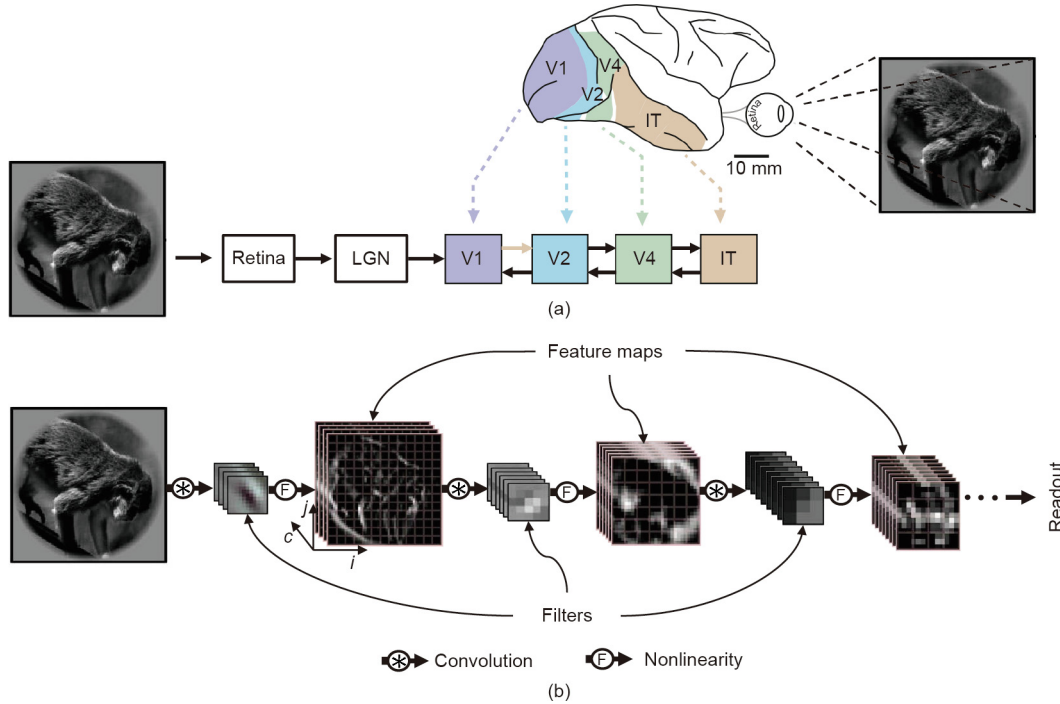 V1
V2
V4
IT
Retina
10 mm
Retina
LGN
V1
V2
V4
IT
(a)
Feature maps
F
F
F
j
c
i
Readout
Filters
Convolution
F Nonlinearity
(b)